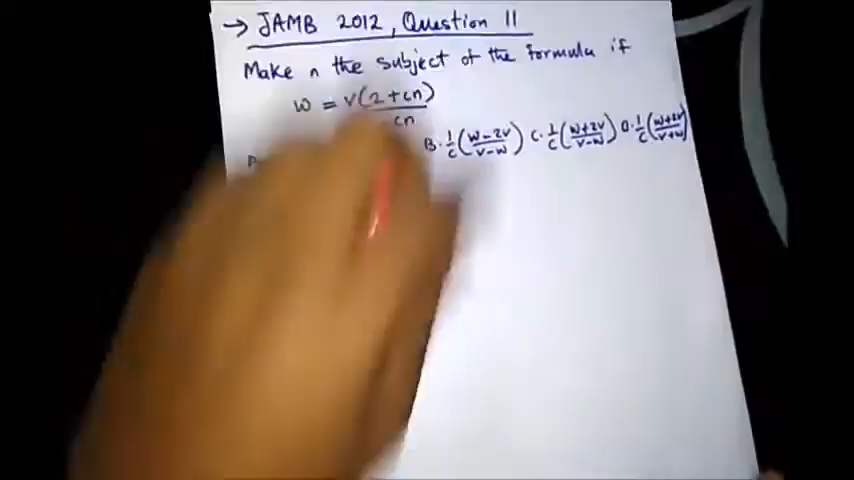 → JAMB 2012, Question 11
Make n the subject of the formula if
w = v(2+cn)
cn
B. 1/c (w-2v / v-w) C. 1/c (w+2v / v-w) D. 1/c (w+2v / v+w)